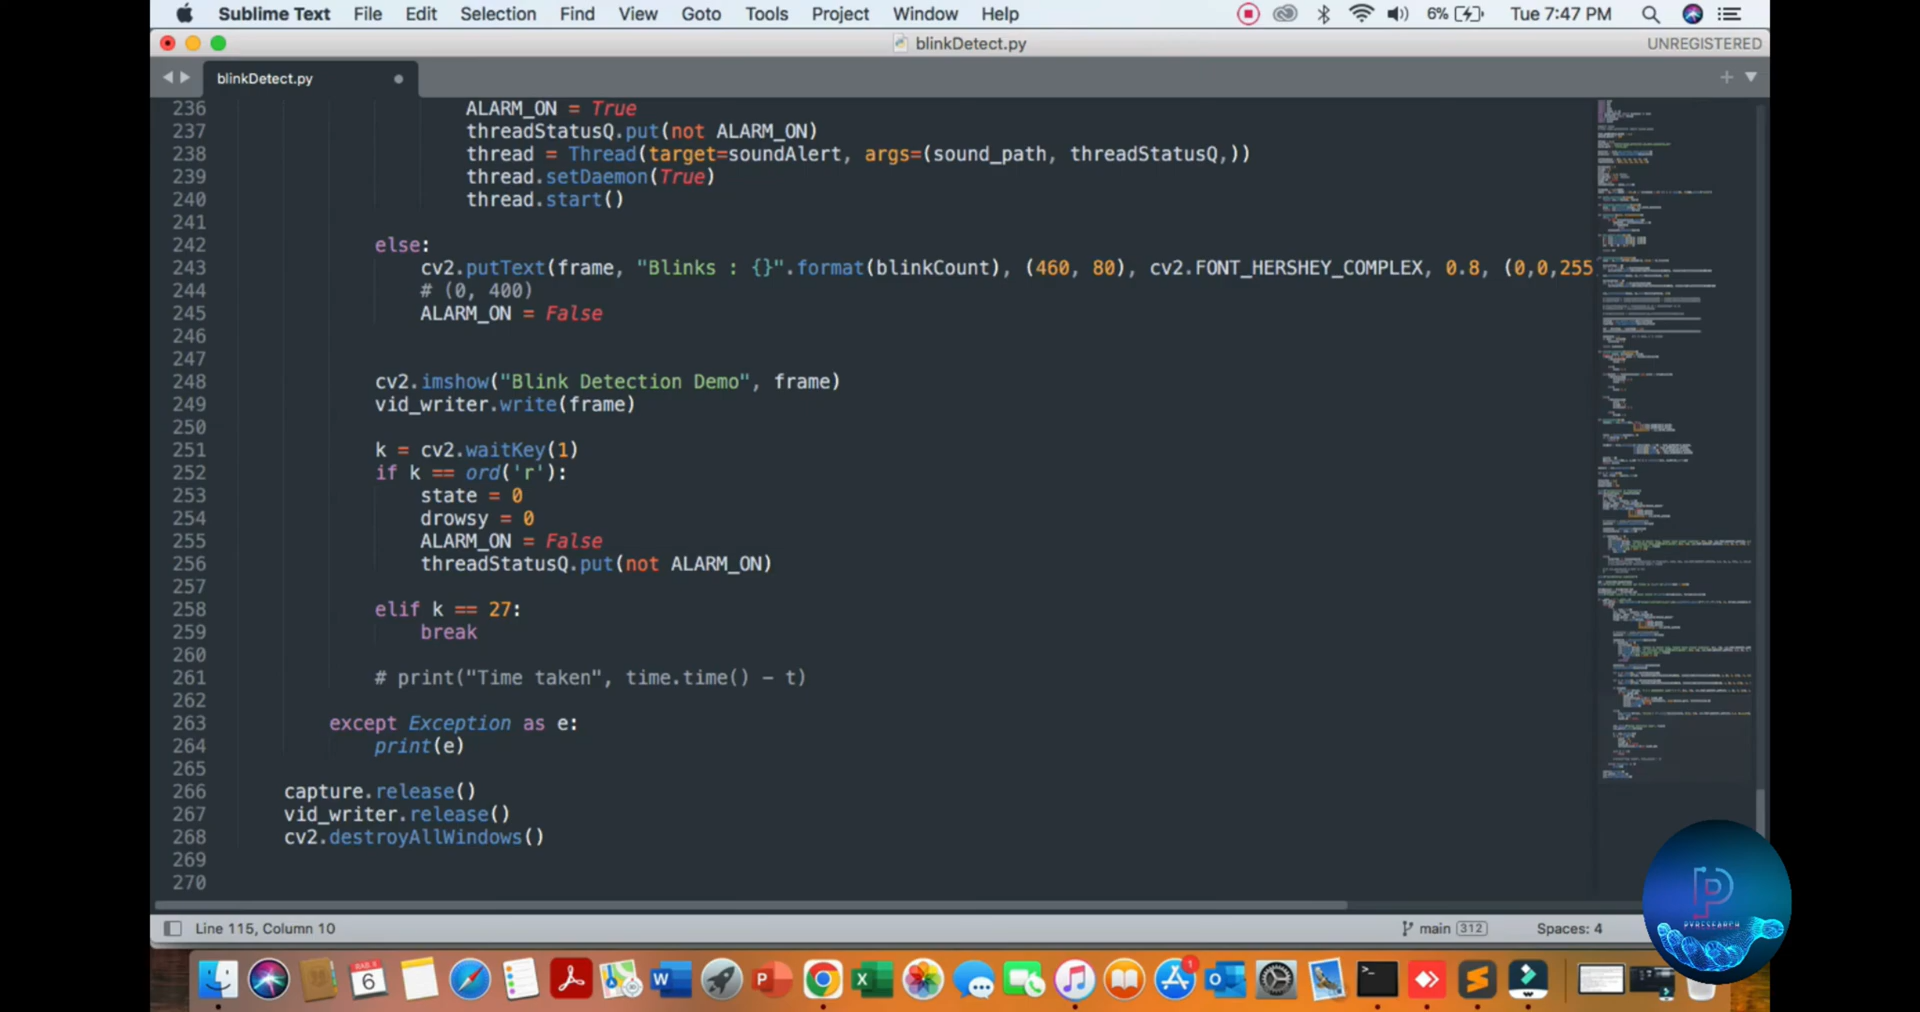 Sublime Text File Edit Selection Find View Goto Tools Project Window Help 6% Tue 7:47 PM
blinkDetect.py UNREGISTERED
blinkDetect.py
236 ALARM_ON = True
237 threadStatusQ.put(not ALARM_ON)
238 thread = Thread(target=soundAlert, args=(sound_path, threadStatusQ,))
239 thread.setDaemon(True)
240 thread.start()
241
242 else:
243 cv2.putText(frame, "Blinks : {}".format(blinkCount), (460, 80), cv2.FONT_HERSHEY_COMPLEX, 0.8, (0,0,255
244 # (0, 400)
245 ALARM_ON = False
246
247
248 cv2.imshow("Blink Detection Demo", frame)
249 vid_writer.write(frame)
250
251 k = cv2.waitKey(1)
252 if k == ord('r'):
253 state = 0
254 drowsy = 0
255 ALARM_ON = False
256 threadStatusQ.put(not ALARM_ON)
257
258 elif k == 27:
259 break
260
261 # print("Time taken", time.time() - t)
262
263 except Exception as e:
264 print(e)
265
266 capture.release()
267 vid_writer.release()
268 cv2.destroyAllWindows()
269
270
PYRESEARCH
Line 115, Column 10 main 312 Spaces: 4
6
1